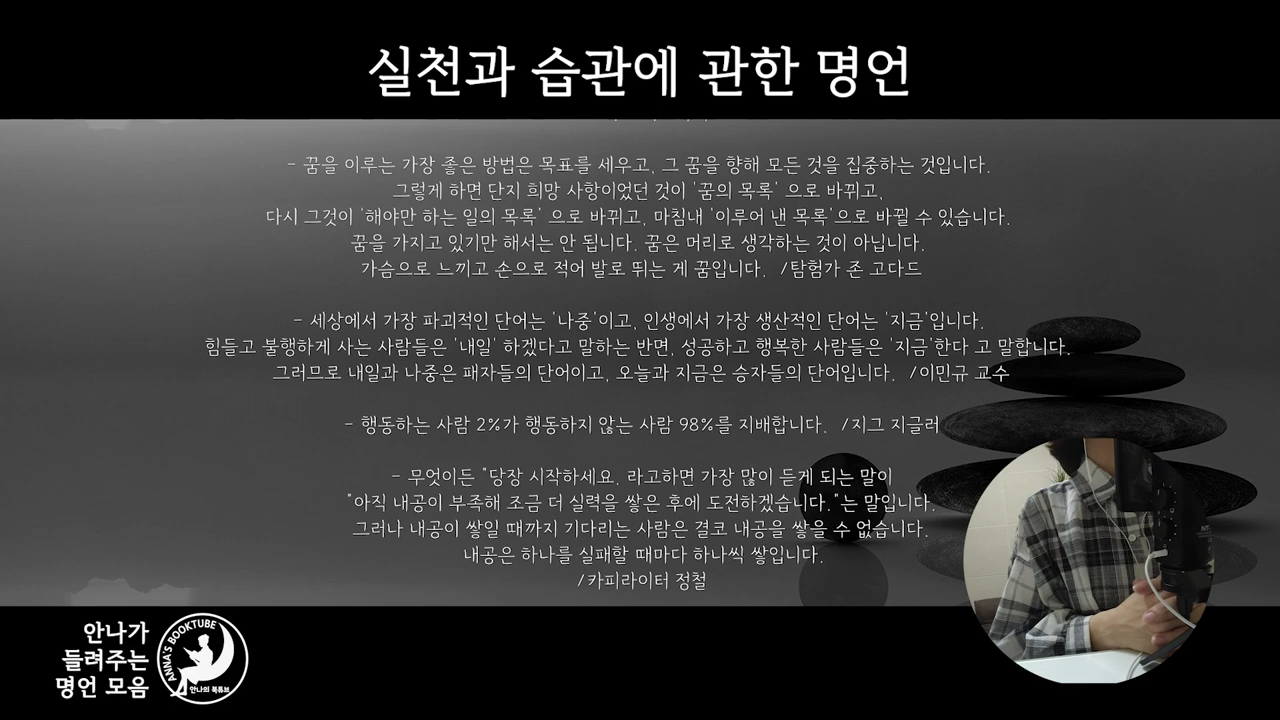 실천과 습관에 관한 명언
- 꿈을 이루는 가장 좋은 방법은 목표를 세우고, 그 꿈을 향해 모든 것을 집중하는 것입니다.
그렇게 하면 단지 희망 사항이었던 것이 '꿈의 목록' 으로 바뀌고,
다시 그것이 '해야만 하는 일의 목록' 으로 바뀌고, 마침내 '이루어 낸 목록'으로 바뀔 수 있습니다.
꿈을 가지고 있기만 해서는 안 됩니다. 꿈은 머리로 생각하는 것이 아닙니다.
가슴으로 느끼고 손으로 적어 발로 뛰는 게 꿈입니다. /탐험가 존 고다드
- 세상에서 가장 파괴적인 단어는 '나중'이고, 인생에서 가장 생산적인 단어는 '지금'입니다.
힘들고 불행하게 사는 사람들은 '내일' 하겠다고 말하는 반면, 성공하고 행복한 사람들은 '지금'한다 고 말합니다.
그러므로 내일과 나중은 패자들의 단어이고, 오늘과 지금은 승자들의 단어입니다. /이민규 교수
- 행동하는 사람 2%가 행동하지 않는 사람 98%를 지배합니다. /지그 지글러
- 무엇이든 "당장 시작하세요. 라고하면 가장 많이 듣게 되는 말이
"아직 내공이 부족해 조금 더 실력을 쌓은 후에 도전하겠습니다."는 말입니다.
그러나 내공이 쌓일 때까지 기다리는 사람은 결코 내공을 쌓을 수 없습니다.
내공은 하나를 실패할 때마다 하나씩 쌓입니다.
/카피라이터 정철
안나가
들려주는
명언 모음
ANNA'S BOOKTUBE
안나의 북튜브